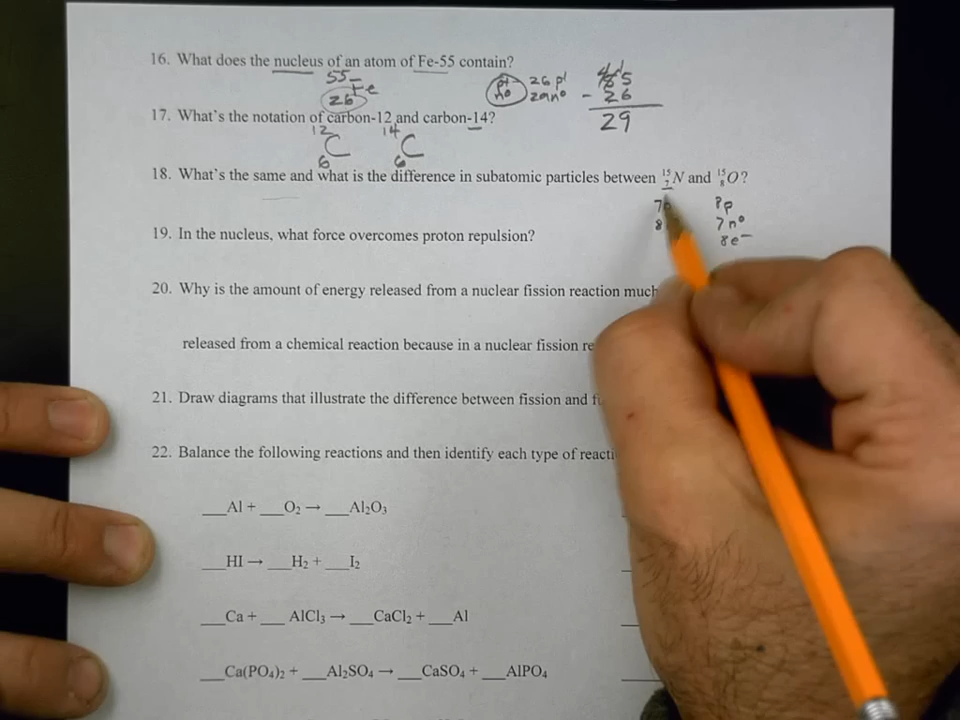 16. What does the nucleus of an atom of Fe-55 contain?
55
26 Fe
p+ n° 26 p+ 29 n°
45
- 26
29
17. What's the notation of carbon-12 and carbon-14?
12 6 C 14 6 C
18. What's the same and what is the difference in subatomic particles between 15 7 N and 15 8 O?
7 8p
8 7n°
8e⁻
19. In the nucleus, what force overcomes proton repulsion?
20. Why is the amount of energy released from a nuclear fission reaction much
released from a chemical reaction because in a nuclear fission re
21. Draw diagrams that illustrate the difference between fission and fu
22. Balance the following reactions and then identify each type of reacti
___Al + ___O₂ → ___Al₂O₃
___HI → ___H₂ + ___I₂
___Ca + ___ AlCl₃ → ___CaCl₂ + ___Al
___Ca(PO₄)₂ + ___Al₂SO₄ → ___CaSO₄ + ___AlPO₄